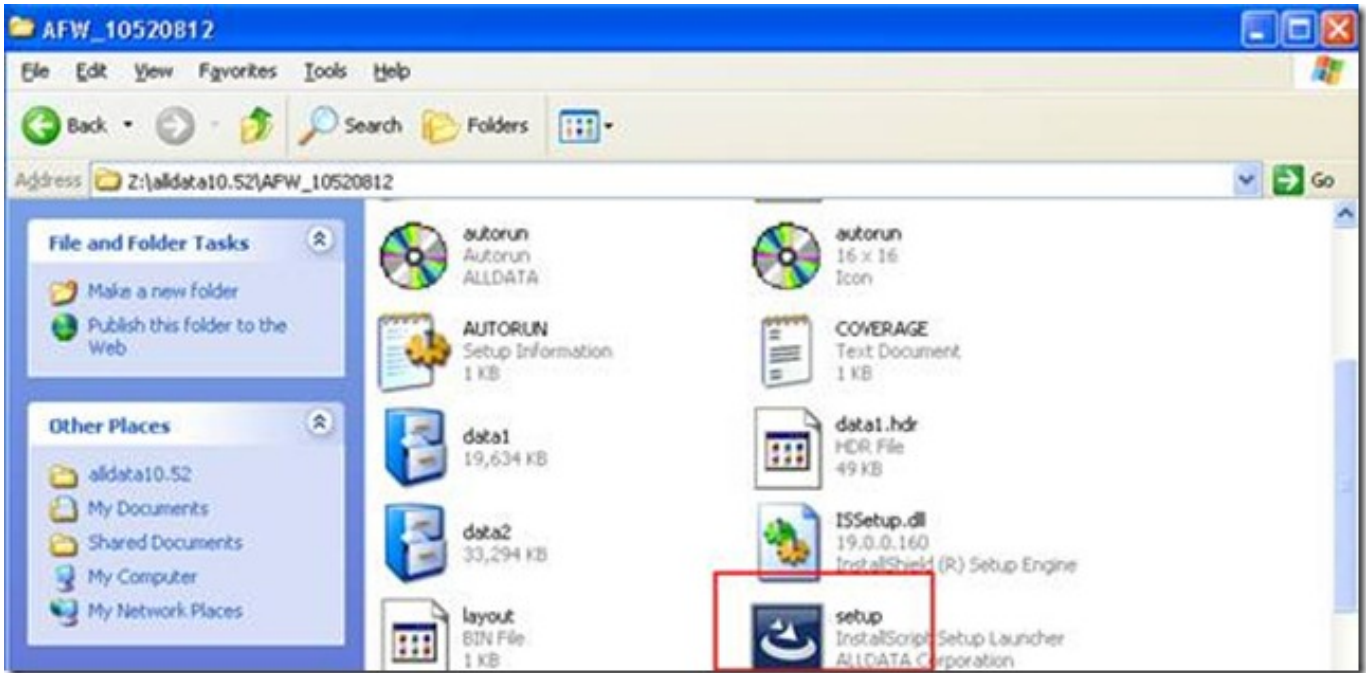 AFW_10520812
File Edit View Favorites Tools Help
Back Search Folders
Address Z:\alldata10.52\AFW_10520812 Go
File and Folder Tasks
Make a new folder
Publish this folder to the
Web
Other Places
alldata10.52
My Documents
Shared Documents
My Computer
My Network Places
autorun
Autorun
ALLDATA
autorun
16 x 16
Icon
AUTORUN
Setup Information
1 KB
COVERAGE
Text Document
1 KB
data1
19,634 KB
data1.hdr
HDR File
49 KB
data2
33,294 KB
ISSetup.dll
19.0.0.160
InstallShield (R) Setup Engine
layout
BIN File
1 KB
setup
InstallScript Setup Launcher
ALLDATA Corporation